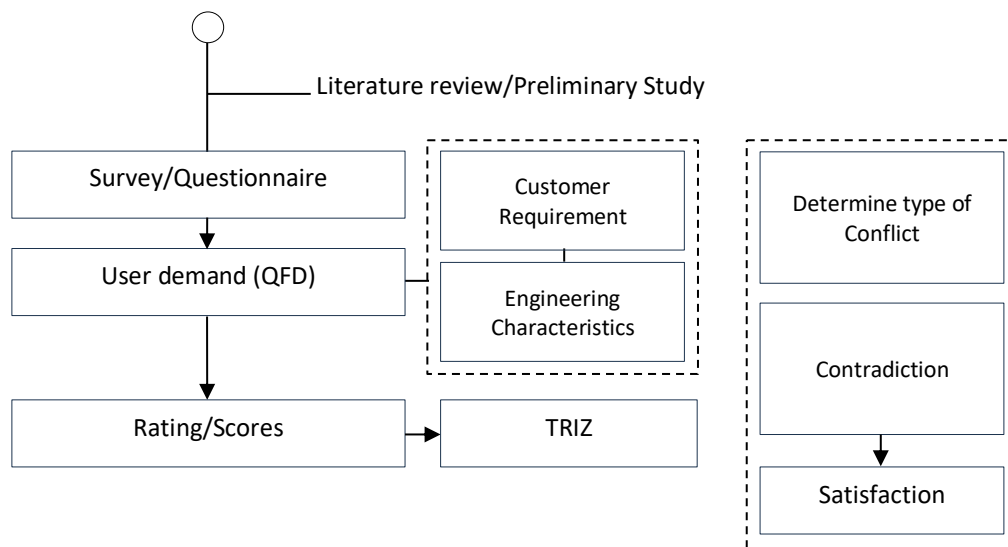 Literature review/Preliminary Study
Survey/Questionnaire
User demand (QFD)
Customer
Requirement
Engineering
Characteristics
Rating/Scores
TRIZ
Determine type of
Conflict
Contradiction
Satisfaction